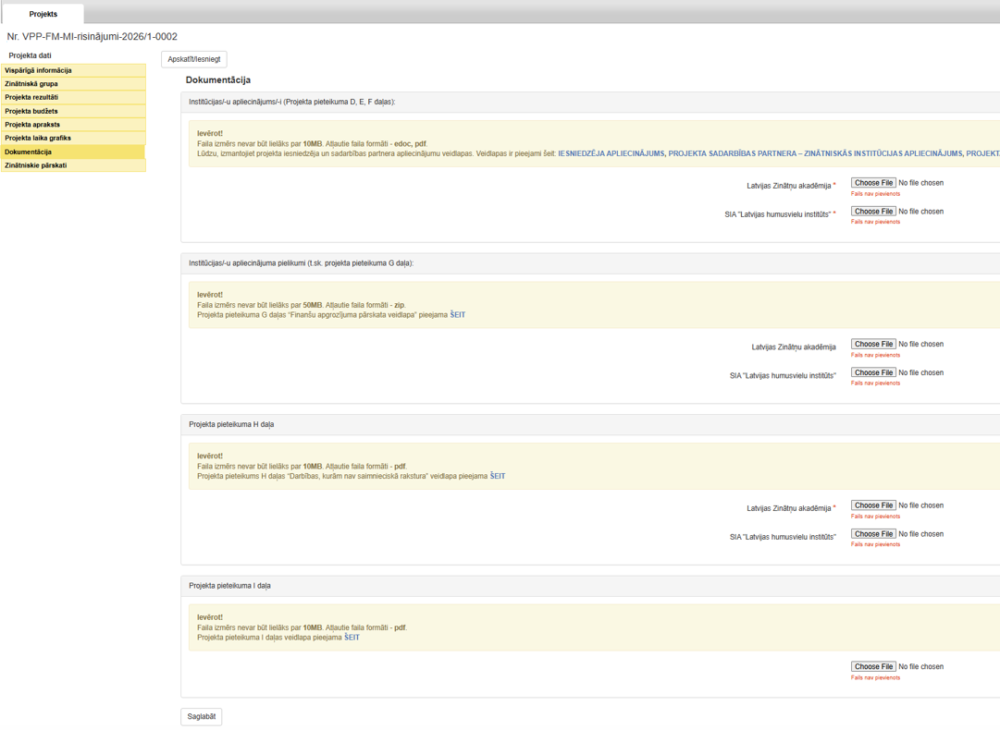 Projekts
Nr. VPP-FM-MI-risinājumi-2026/1-0002
Projekta dati
Vispārīgā informācija
Zinātniskā grupa
Projekta rezultāti
Projekta budžets
Projekta apraksts
Projekta laika grafiks
Dokumentācija
Zinātniskie pārskati
Apskatīt/Iesniegt
Dokumentācija
Institūcijas/-u apliecinājums/-i (Projekta pieteikuma D, E, F daļas):
Ievērot!
Faila izmērs nevar būt lielāks par 10MB. Atļautie faila formāti - edoc, pdf.
Lūdzu, izmantojiet projekta iesniedzēja un sadarbības partnera apliecinājumu veidlapas. Veidlapas ir pieejami šeit: IESNIEDZĒJA APLIECINĀJUMS, PROJEKTA SADARBĪBAS PARTNERA – ZINĀTNISKĀS INSTITŪCIJAS APLIECINĀJUMS, PROJEKT
Latvijas Zinātņu akadēmija * Choose File No file chosen
Fails nav pievienots
SIA "Latvijas humusvielu institūts" * Choose File No file chosen
Fails nav pievienots
Institūcijas/-u apliecinājuma pielikumi (t.sk. projekta pieteikuma G daļa):
Ievērot!
Faila izmērs nevar būt lielāks par 50MB. Atļautie faila formāti - zip.
Projekta pieteikuma G daļas “Finanšu apgrozījuma pārskata veidlapa” pieejama ŠEIT
Latvijas Zinātņu akadēmija Choose File No file chosen
Fails nav pievienots
SIA "Latvijas humusvielu institūts" Choose File No file chosen
Fails nav pievienots
Projekta pieteikuma H daļa
Ievērot!
Faila izmērs nevar būt lielāks par 10MB. Atļautie faila formāti - pdf.
Projekta pieteikums H daļas “Darbības, kurām nav saimnieciskā rakstura” veidlapa pieejama ŠEIT
Latvijas Zinātņu akadēmija * Choose File No file chosen
Fails nav pievienots
SIA "Latvijas humusvielu institūts" Choose File No file chosen
Fails nav pievienots
Projekta pieteikuma I daļa
Ievērot!
Faila izmērs nevar būt lielāks par 10MB. Atļautie faila formāti - pdf.
Projekta pieteikuma I daļas veidlapa pieejama ŠEIT
Choose File No file chosen
Fails nav pievienots
Saglabāt